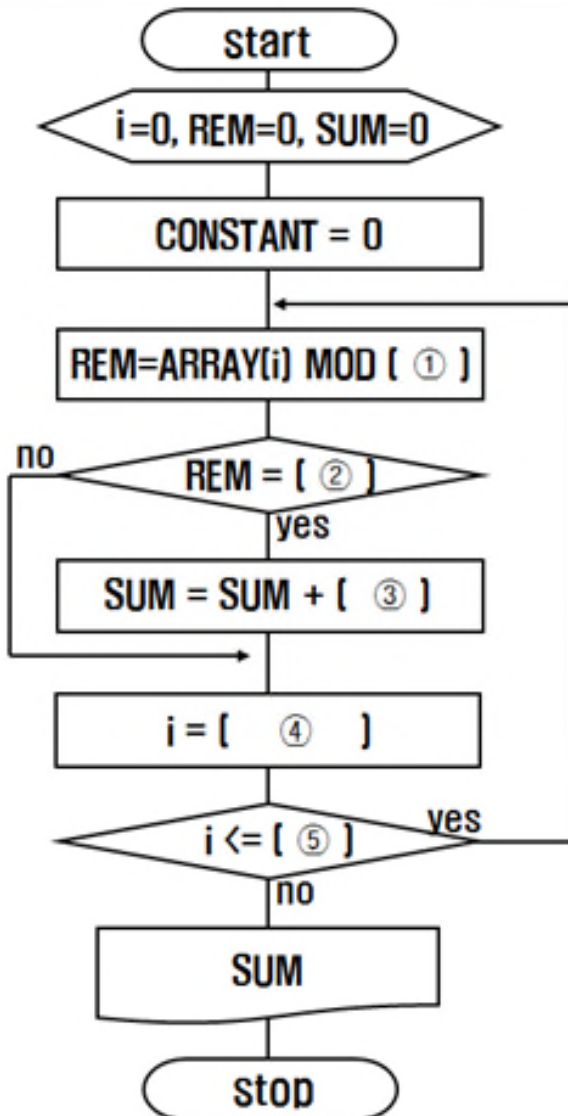 start
i=0, REM=0, SUM=0
CONSTANT = 0
REM=ARRAY(i) MOD ( ① )
no
REM = ( ② )
yes
SUM = SUM + ( ③ )
i = ( ④ )
i <= ( ⑤ )
yes
no
SUM
stop